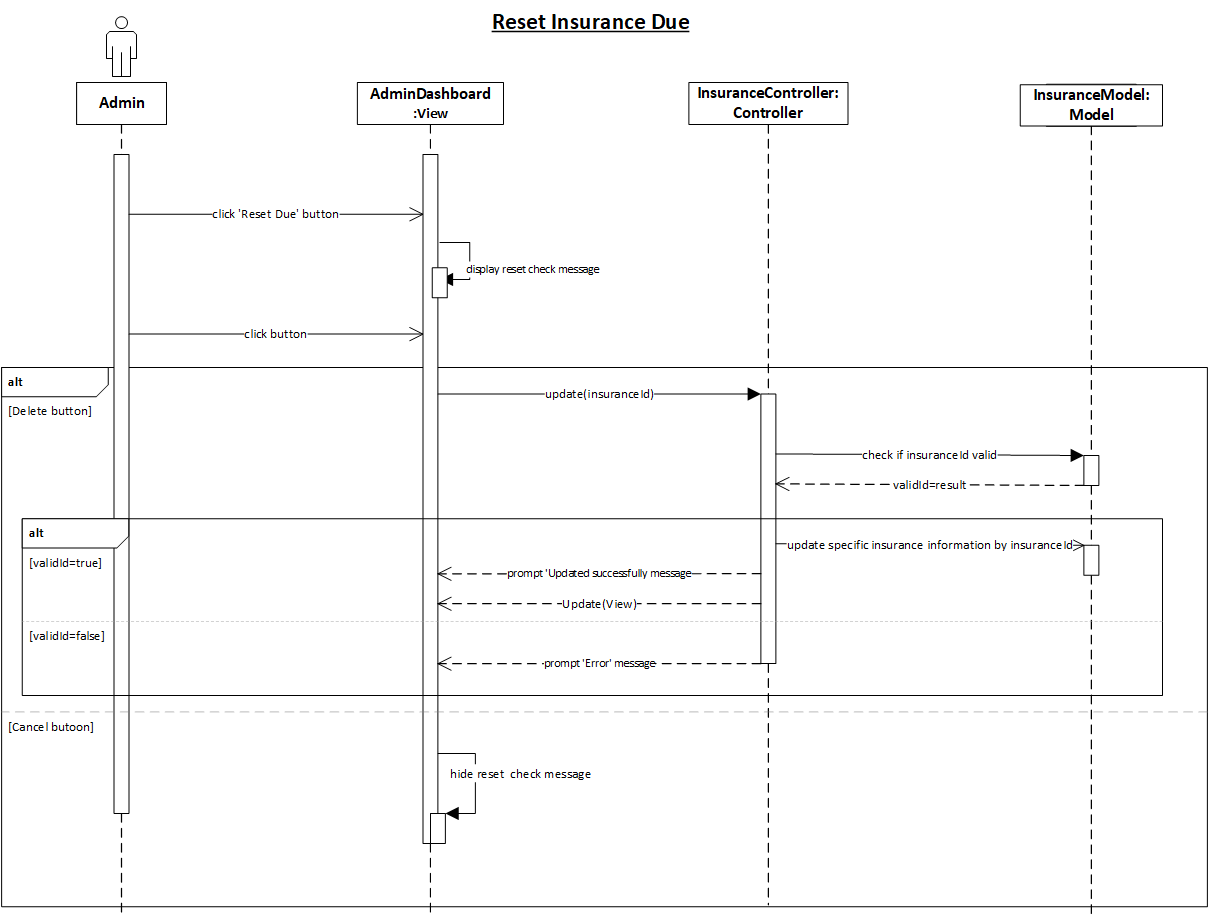 Reset Insurance Due
Admin
AdminDashboard
:View
InsuranceController:
Controller
InsuranceModel:
Model
click 'Reset Due' button
display reset check message
click button
alt
[Delete button]
update(insuranceId)
check if insuranceId valid
validId=result
alt
[validId=true]
update specific insurance information by insuranceId
prompt 'Updated successfully message
Update(View)
[validId=false]
prompt 'Error' message
[Cancel butoon]
hide reset check message